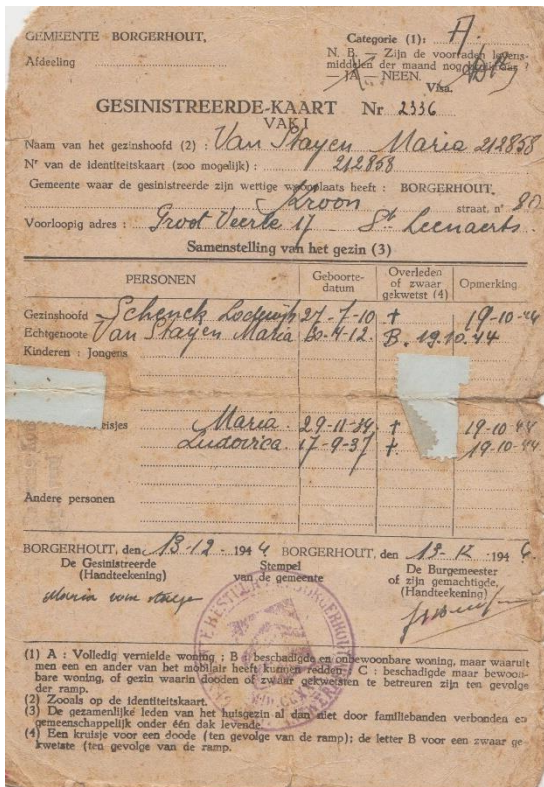 GEMEENTE BORGERHOUT.
Categorie (1): A.
Afdeeling
N. B. — Zijn de voorraden levens-
middelen der maand nog
— JA — NEEN.
Visa.
GESINISTREERDE-KAART Nr 2336
VAK I
Naam van het gezinshoofd (2) : Van Stayen Maria 212858
Nr van de identiteitskaart (zoo mogelijk) : 212858
Gemeente waar de gesinistreerde zijn wettige woonplaats heeft : BORGERHOUT.
Kroon straat, nº 80
Voorloopig adres : Groot Veerle 17 St Leenaerts.
Samenstelling van het gezin (3)
PERSONEN Geboorte-datum Overleden of zwaar gekwetst (4) Opmerking
Gezinshoofd Schenck Lodewijk 27-7-10 + 19-10-44
Echtgenoote Van Stayen Maria 4-12. B. 19.10.44
Kinderen : Jongens
eisjes Maria. 29-11-34 + 19-10-44
Ludovica. 17-9-37 +. 19-10-44
Andere personen
BORGERHOUT, den 13-12- 1944 BORGERHOUT, den 1944
De Gesinistreerde Stempel De Burgemeester
(Handteekening) van de gemeente of zijn gemachtigde,
(Handteekening)
Maria van
(1) A : Volledig vernielde woning ; B : beschadigde en onbewoonbare woning, maar waaruit
men een en ander van het mobilair heeft kunnen redden ; C : beschadigde maar bewoon-
bare woning, of gezin waarin dooden of zwaar gekwetsten te betreuren zijn ten gevolge
der ramp.
(2) Zooals op de identiteitskaart.
(3) De gezamenlijke leden van het huisgezin al dan niet door familiebanden verbonden en
gemeenschappelijk onder één dak levende.
(4) Een kruisje voor een doode (ten gevolge van de ramp); de letter B voor een zwaar ge-
kwetste (ten gevolge van de ramp.